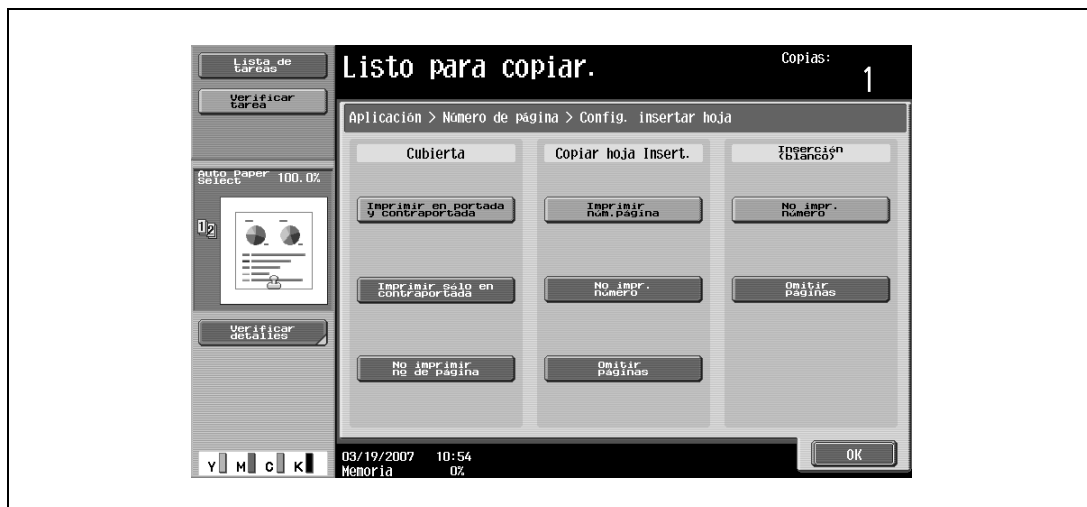 Lista de
tareas
Verificar
tarea
Listo para copiar.
Copias:
1
Aplicación > Número de página > Config. insertar hoja
Auto Paper
select 100.0%
1 2
Verificar
detalles
Cubierta
Imprimir en portada
y contraportada
Imprimir sólo en
contraportada
No imprimir
nº de página
Copiar hoja Insert.
Imprimir
núm.página
No impr.
número
Omitir
páginas
Inserción
(blanco)
No impr.
número
Omitir
páginas
Y M C K
03/19/2007 10:54
Memoria 0%
OK